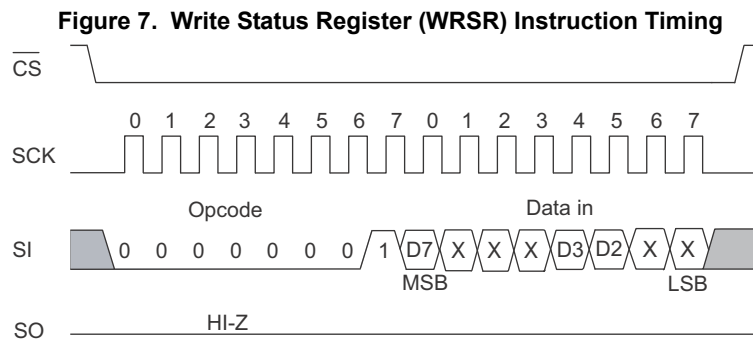 Figure 7. Write Status Register (WRSR) Instruction Timing
CS
0 1 2 3 4 5 6 7 0 1 2 3 4 5 6 7
SCK
Opcode Data in
SI 0 0 0 0 0 0 0 1 D7 X X X D3 D2 X X
MSB LSB
HI-Z
SO